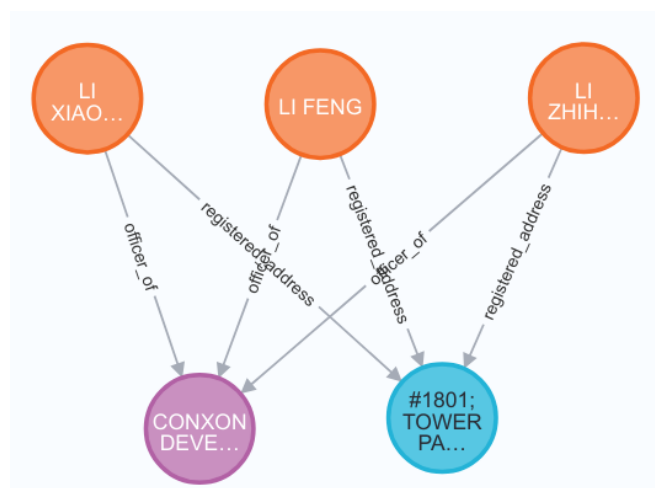 LI
XIAO…
LI FENG
LI
ZHIH…
officer_of
registered_address
officer_of
registered_address
officer_of
registered_address
CONXON
DEVE…
#1801;
TOWER
PA…